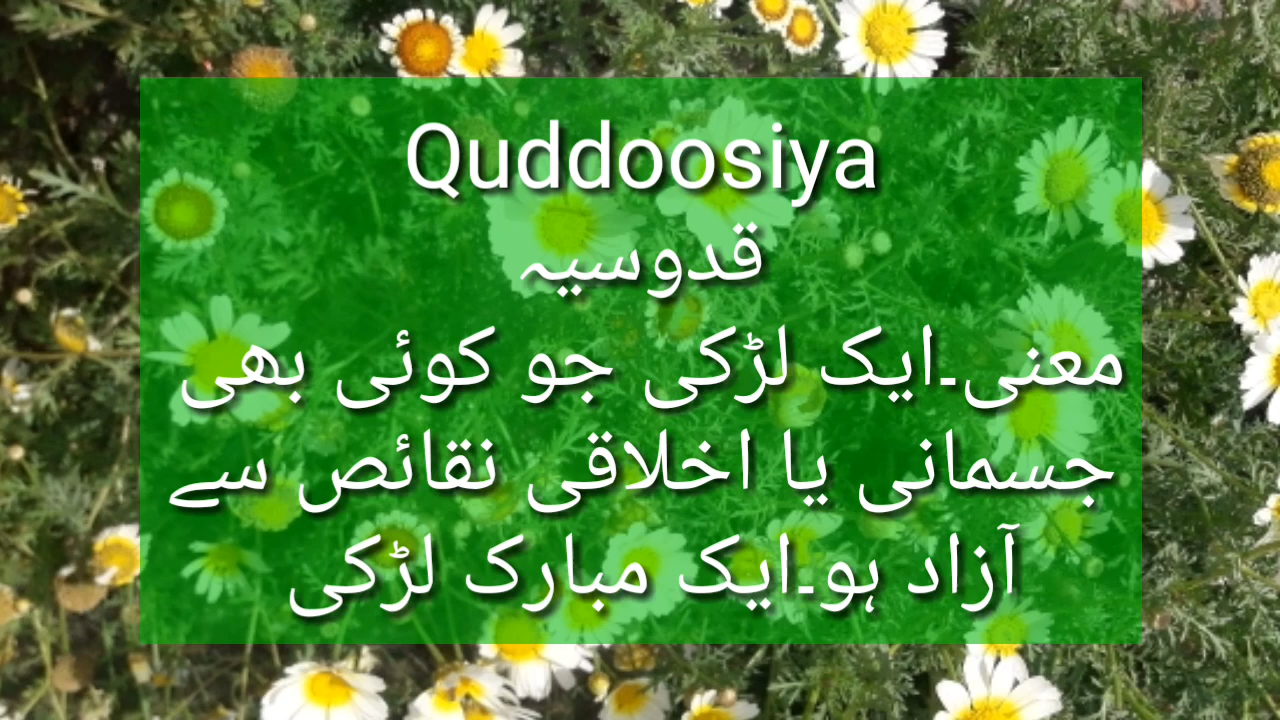 Quddoosiya
قدوسیہ
معنی۔ایک لڑکی جو کوئی بھی
جسمانی یا اخلاقی نقائص سے
آزاد ہو۔ایک مبارک لڑکی